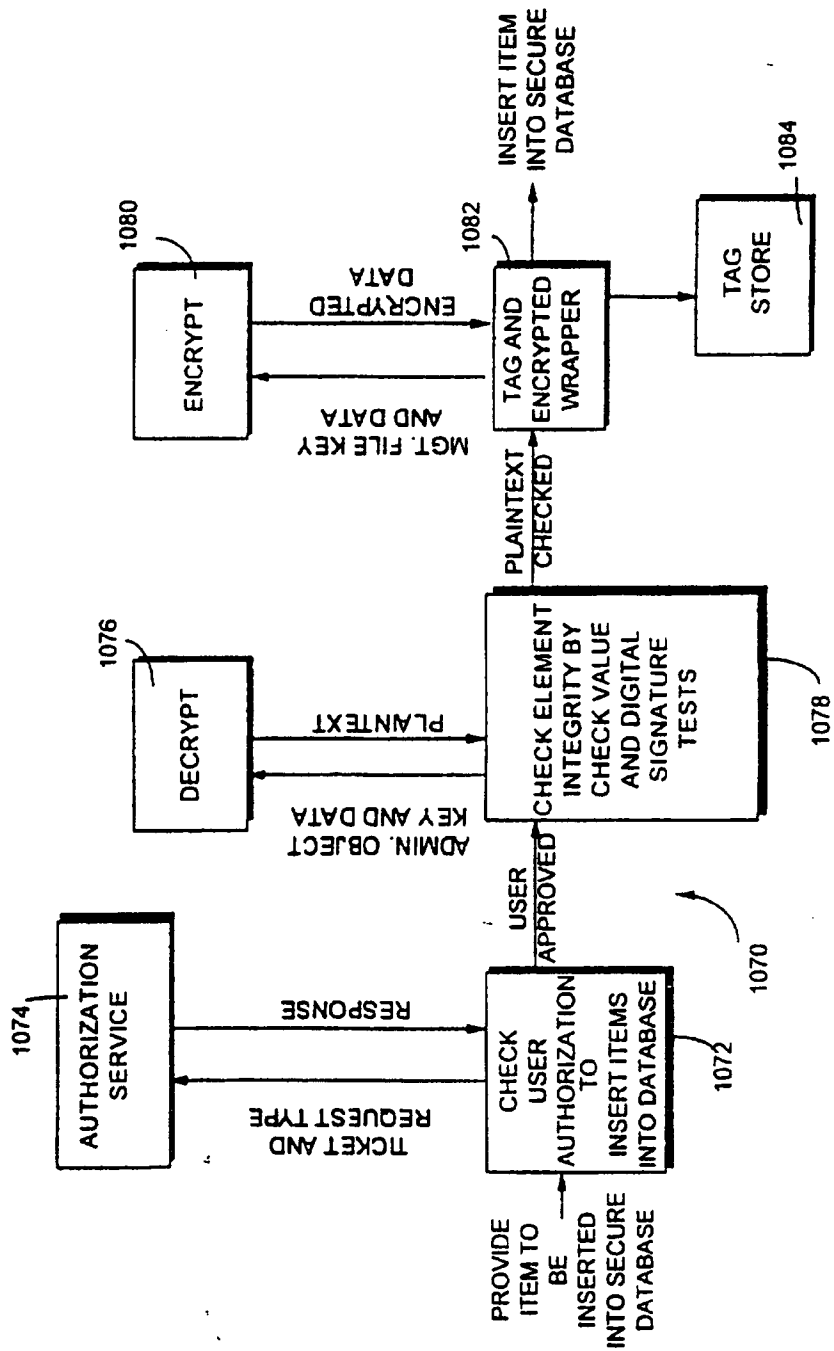 1074
AUTHORIZATION
SERVICE
TICKET AND
REQUEST TYPE
RESPONSE
PROVIDE
ITEM TO
BE
INSERTED
INTO SECURE
DATABASE
CHECK
USER
AUTHORIZATION
TO
INSERT ITEMS
INTO DATABASE
1072
1070
USER
APPROVED
1076
DECRYPT
ADMIN. OBJECT
KEY AND DATA
PLAINTEXT
CHECK ELEMENT
INTEGRITY BY
CHECK VALUE
AND DIGITAL
SIGNATURE
TESTS
1078
PLAINTEXT
CHECKED
1080
ENCRYPT
MGT. FILE KEY
AND DATA
ENCRYPTED
DATA
1082
TAG AND
ENCRYPTED
WRAPPER
INSERT ITEM
INTO SECURE
DATABASE
TAG
STORE
1084